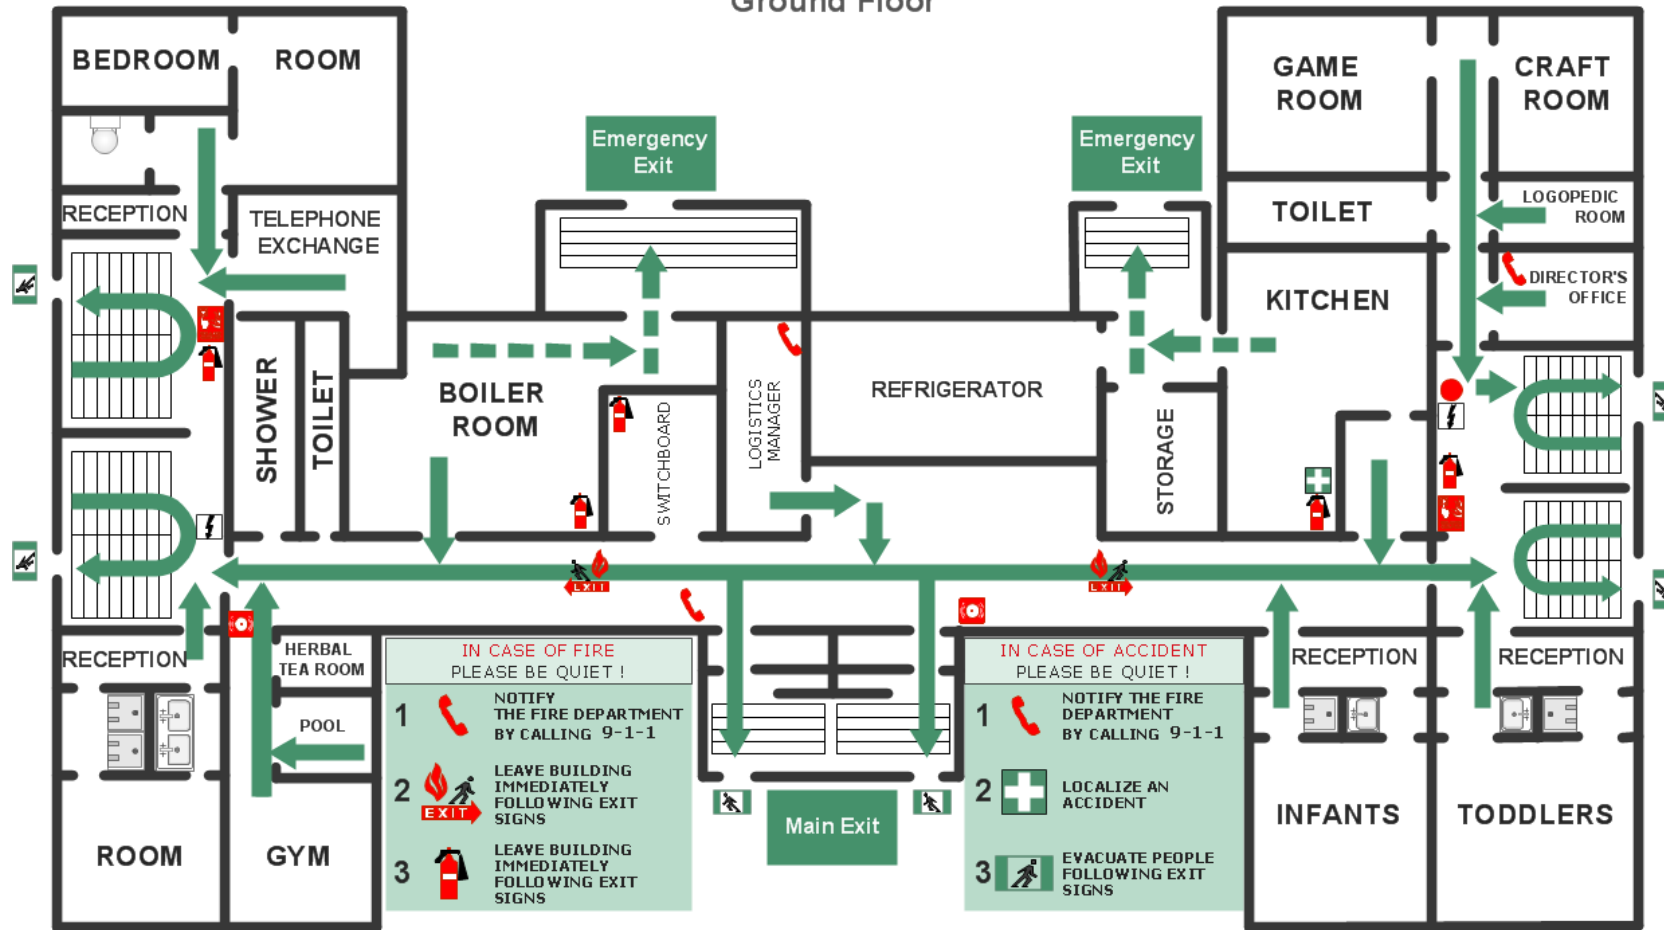 Ground Floor
BEDROOM
ROOM
GAME
ROOM
CRAFT
ROOM
Emergency
Exit
Emergency
Exit
RECEPTION
TELEPHONE
EXCHANGE
TOILET
LOGOPEDIC
ROOM
KITCHEN
DIRECTOR'S
OFFICE
SHOWER
TOILET
BOILER
ROOM
SWITCHBOARD
LOGISTICS
MANAGER
REFRIGERATOR
STORAGE
EXIT
EXIT
RECEPTION
HERBAL
TEA ROOM
POOL
ROOM
GYM
IN CASE OF FIRE
PLEASE BE QUIET !
1
NOTIFY
THE FIRE DEPARTMENT
BY CALLING 9-1-1
2
EXIT
LEAVE BUILDING
IMMEDIATELY
FOLLOWING EXIT
SIGNS
3
LEAVE BUILDING
IMMEDIATELY
FOLLOWING EXIT
SIGNS
Main Exit
IN CASE OF ACCIDENT
PLEASE BE QUIET !
1
NOTIFY THE FIRE
DEPARTMENT
BY CALLING 9-1-1
2
LOCALIZE AN
ACCIDENT
3
EVACUATE PEOPLE
FOLLOWING EXIT
SIGNS
RECEPTION
RECEPTION
INFANTS
TODDLERS